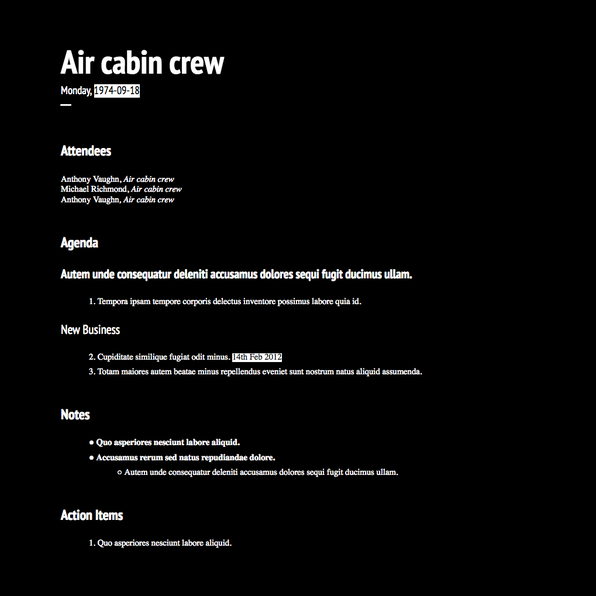 Air cabin crew
Monday, 1974-09-18
Attendees
Anthony Vaughn, Air cabin crew
Michael Richmond, Air cabin crew
Anthony Vaughn, Air cabin crew
Agenda
Autem unde consequatur deleniti accusamus dolores sequi fugit ducimus ullam.
1. Tempora ipsam tempore corporis delectus inventore possimus labore quia id.
New Business
2. Cupiditate similique fugiat odit minus. 14th Feb 2012
3. Totam maiores autem beatae minus repellendus eveniet sunt nostrum natus aliquid assumenda.
Notes
• Quo asperiores nesciunt labore aliquid.
• Accusamus rerum sed natus repudiandae dolore.
○ Autem unde consequatur deleniti accusamus dolores sequi fugit ducimus ullam.
Action Items
1. Quo asperiores nesciunt labore aliquid.